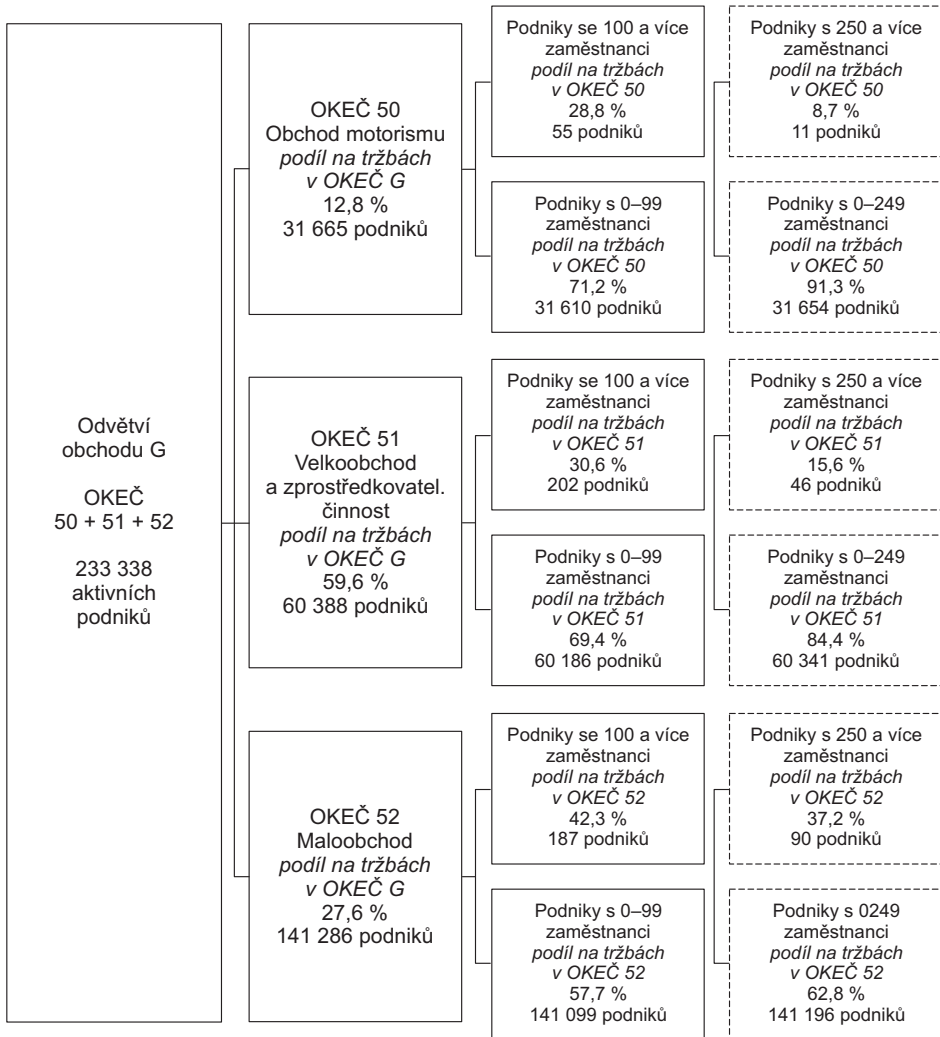 Odvětví
obchodu G
OKEČ
50 + 51 + 52
233 338
aktivních
podniků
OKEČ 50
Obchod motorismu
podíl na tržbách
v OKEČ G
12,8 %
31 665 podniků
Podniky se 100 a více
zaměstnanci
podíl na tržbách
v OKEČ 50
28,8 %
55 podniků
Podniky s 250 a více
zaměstnanci
podíl na tržbách
v OKEČ 50
8,7 %
11 podniků
Podniky s 0–99
zaměstnanci
podíl na tržbách
v OKEČ 50
71,2 %
31 610 podniků
Podniky s 0–249
zaměstnanci
podíl na tržbách
v OKEČ 50
91,3 %
31 654 podniků
OKEČ 51
Velkoobchod
a zprostředkovatel.
činnost
podíl na tržbách
v OKEČ G
59,6 %
60 388 podniků
Podniky se 100 a více
zaměstnanci
podíl na tržbách
v OKEČ 51
30,6 %
202 podniků
Podniky s 250 a více
zaměstnanci
podíl na tržbách
v OKEČ 51
15,6 %
46 podniků
Podniky s 0–99
zaměstnanci
podíl na tržbách
v OKEČ 51
69,4 %
60 186 podniků
Podniky s 0–249
zaměstnanci
podíl na tržbách
v OKEČ 51
84,4 %
60 341 podniků
OKEČ 52
Maloobchod
podíl na tržbách
v OKEČ G
27,6 %
141 286 podniků
Podniky se 100 a více
zaměstnanci
podíl na tržbách
v OKEČ 52
42,3 %
187 podniků
Podniky s 250 a více
zaměstnanci
podíl na tržbách
v OKEČ 52
37,2 %
90 podniků
Podniky s 0–99
zaměstnanci
podíl na tržbách
v OKEČ 52
57,7 %
141 099 podniků
Podniky s 0249
zaměstnanci
podíl na tržbách
v OKEČ 52
62,8 %
141 196 podniků